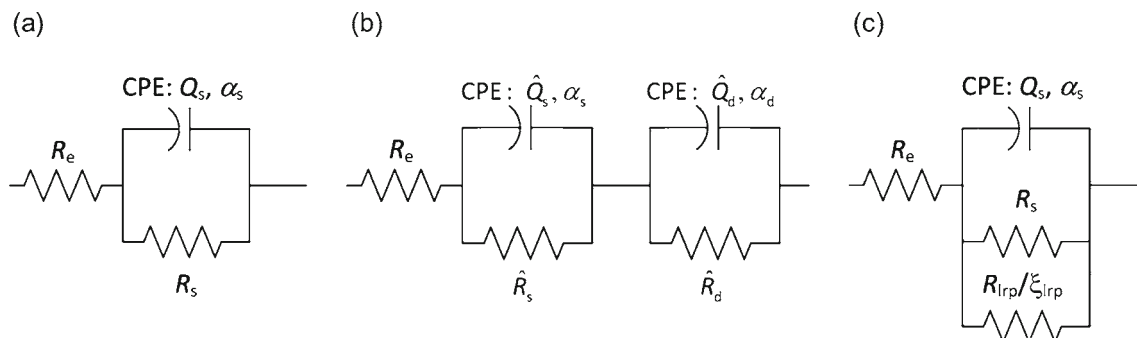 (a)
CPE: Qs, αs
Re
Rs
(b)
CPE: Q̂s, αs
CPE: Q̂d, αd
Re
R̂s
R̂d
(c)
CPE: Qs, αs
Re
Rs
Rlrp/ξlrp